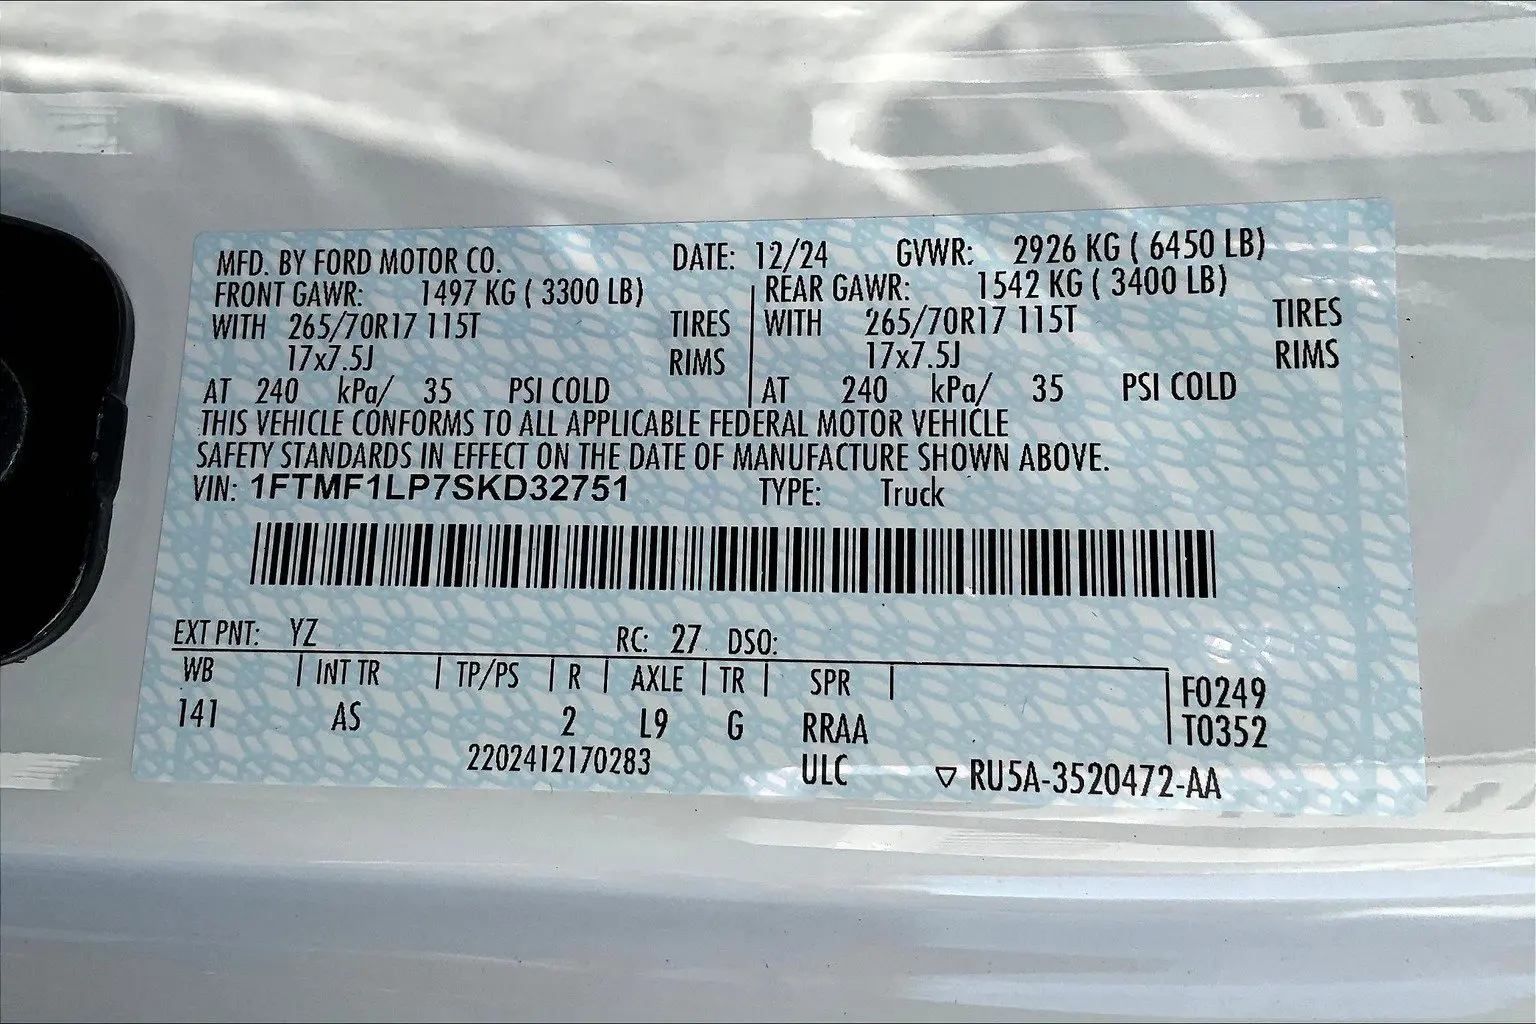 MFD. BY FORD MOTOR CO. DATE: 12/24 GVWR: 2926 KG ( 6450 LB)
FRONT GAWR: 1497 KG ( 3300 LB) REAR GAWR: 1542 KG ( 3400 LB)
WITH 265/70R17 115T TIRES WITH 265/70R17 115T TIRES
17x7.5J RIMS 17x7.5J RIMS
AT 240 kPa/ 35 PSI COLD AT 240 kPa/ 35 PSI COLD
THIS VEHICLE CONFORMS TO ALL APPLICABLE FEDERAL MOTOR VEHICLE
SAFETY STANDARDS IN EFFECT ON THE DATE OF MANUFACTURE SHOWN ABOVE.
VIN: 1FTMF1LP7SKD32751 TYPE: Truck
EXT PNT: YZ RC: 27 DSO:
WB INT TR TP/PS R AXLE TR SPR F0249
141 AS 2 L9 G RRAA T0352
2202412170283 ULC ▽ RU5A-3520472-AA